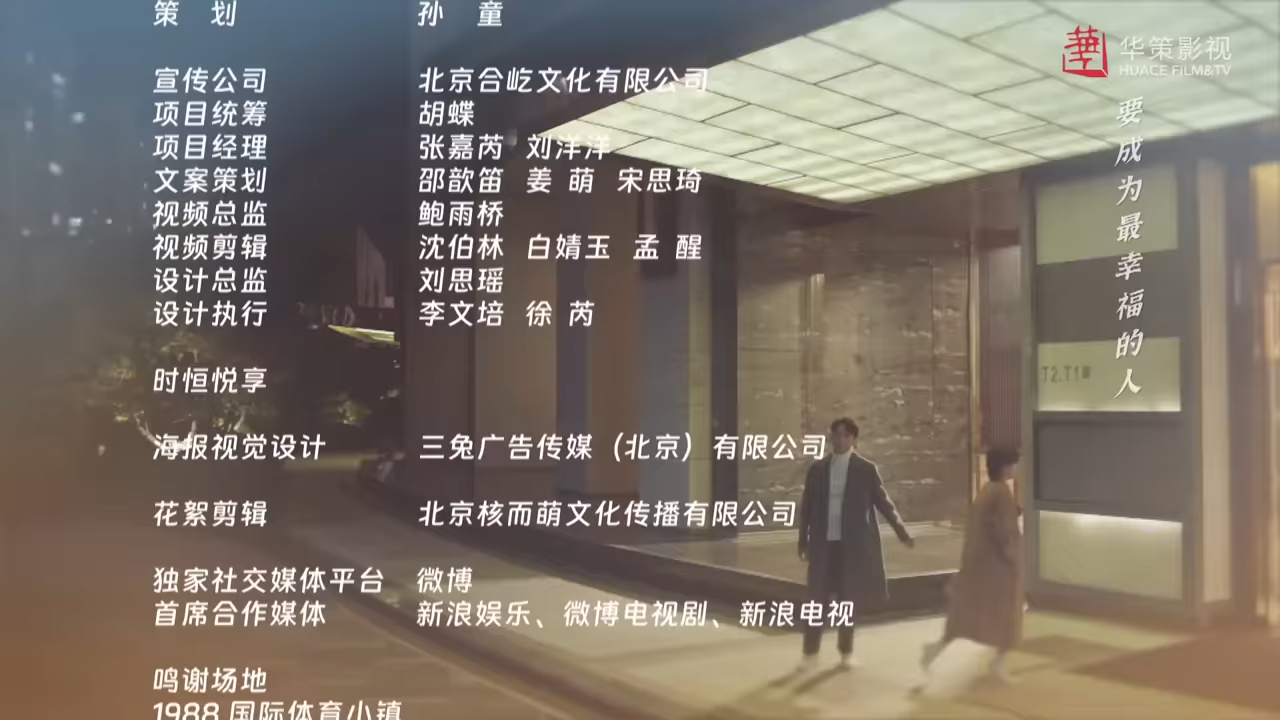 策 划 孙 童
華 华策影视
HUACE FILM&TV
宣传公司 北京合屹文化有限公司
项目统筹 胡蝶
项目经理 张嘉芮 刘洋洋
文案策划 邵歆笛 姜 萌 宋思琦
视频总监 鲍雨桥
视频剪辑 沈伯林 白婧玉 孟 醒
设计总监 刘思瑶
设计执行 李文培 徐 芮
时恒悦享
海报视觉设计 三兔广告传媒（北京）有限公司
花絮剪辑 北京核而萌文化传播有限公司
独家社交媒体平台 微博
首席合作媒体 新浪娱乐、微博电视剧、新浪电视
鸣谢场地
1988 国际体育小镇
要成为最幸福的人
T2.T1